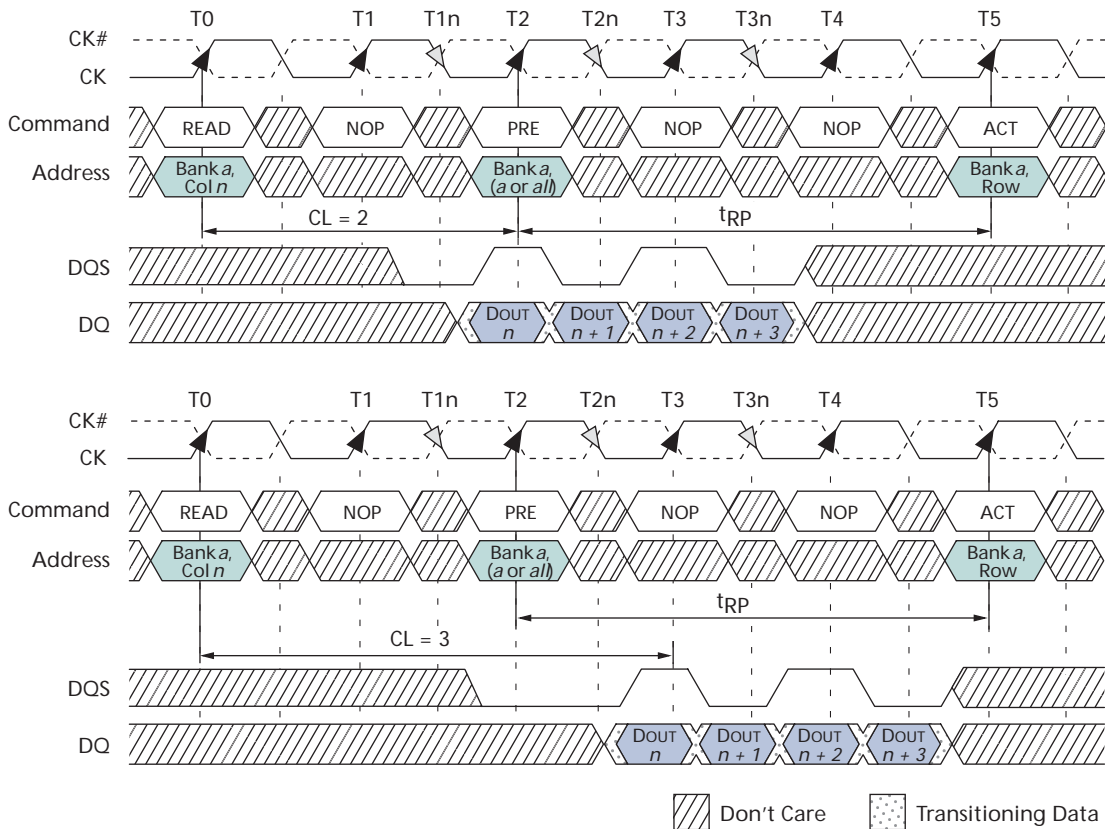 T0 T1 T1n T2 T2n T3 T3n T4 T5
CK#
CK
Command READ NOP PRE NOP NOP ACT
Address Bank a, Col n Bank a, (a or all) Bank a, Row
CL = 2 tRP
DQS
DQ DOUT n DOUT n + 1 DOUT n + 2 DOUT n + 3
T0 T1 T1n T2 T2n T3 T3n T4 T5
CK#
CK
Command READ NOP PRE NOP NOP ACT
Address Bank a, Col n Bank a, (a or all) Bank a, Row
tRP
CL = 3
DQS
DQ DOUT n DOUT n + 1 DOUT n + 2 DOUT n + 3
Don't Care Transitioning Data